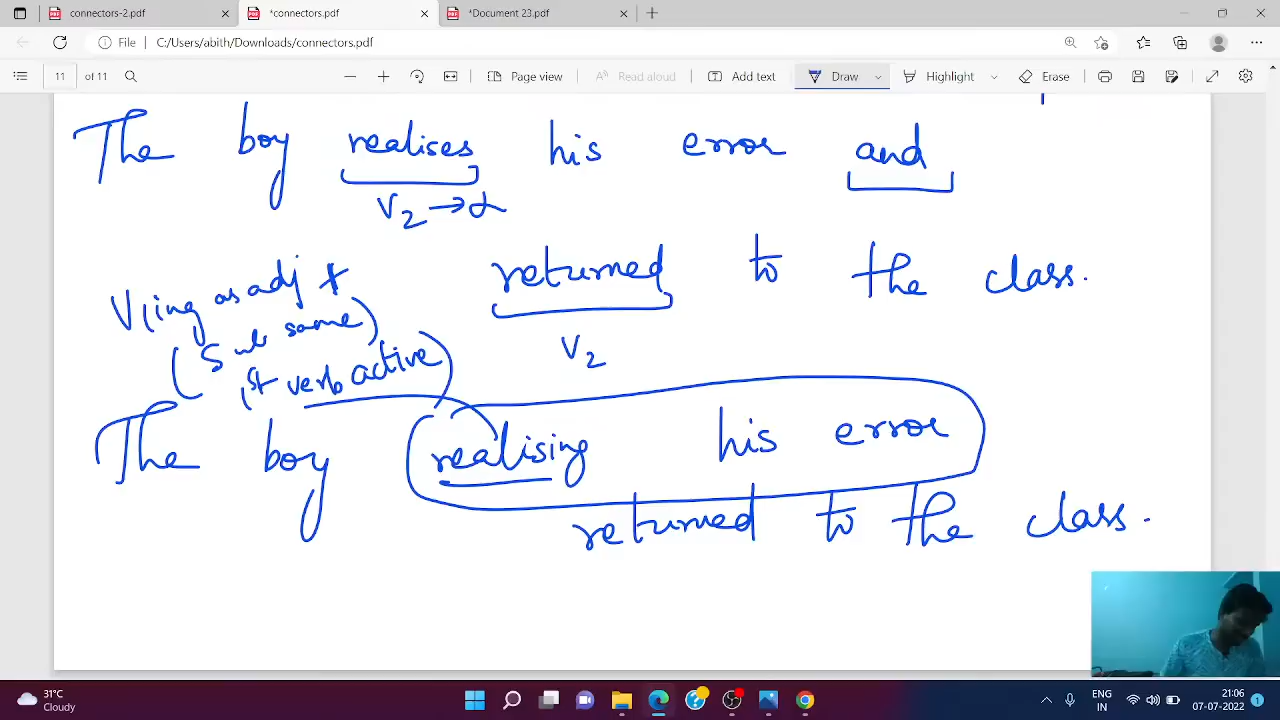 connectors-2.pdf
*connectors.pdf
*Document 23.pdf
File C:/Users/abith/Downloads/connectors.pdf
11 of 11 Page view Read aloud Add text Draw Highlight Erase
The boy realises his error and
V2 →
returned to the class.
V2
V1ing as adj
(Sub same)
1st verb active)
The boy realising his error
returned to the class.
31°C
Cloudy
ENG
IN
21:06
07-07-2022
1